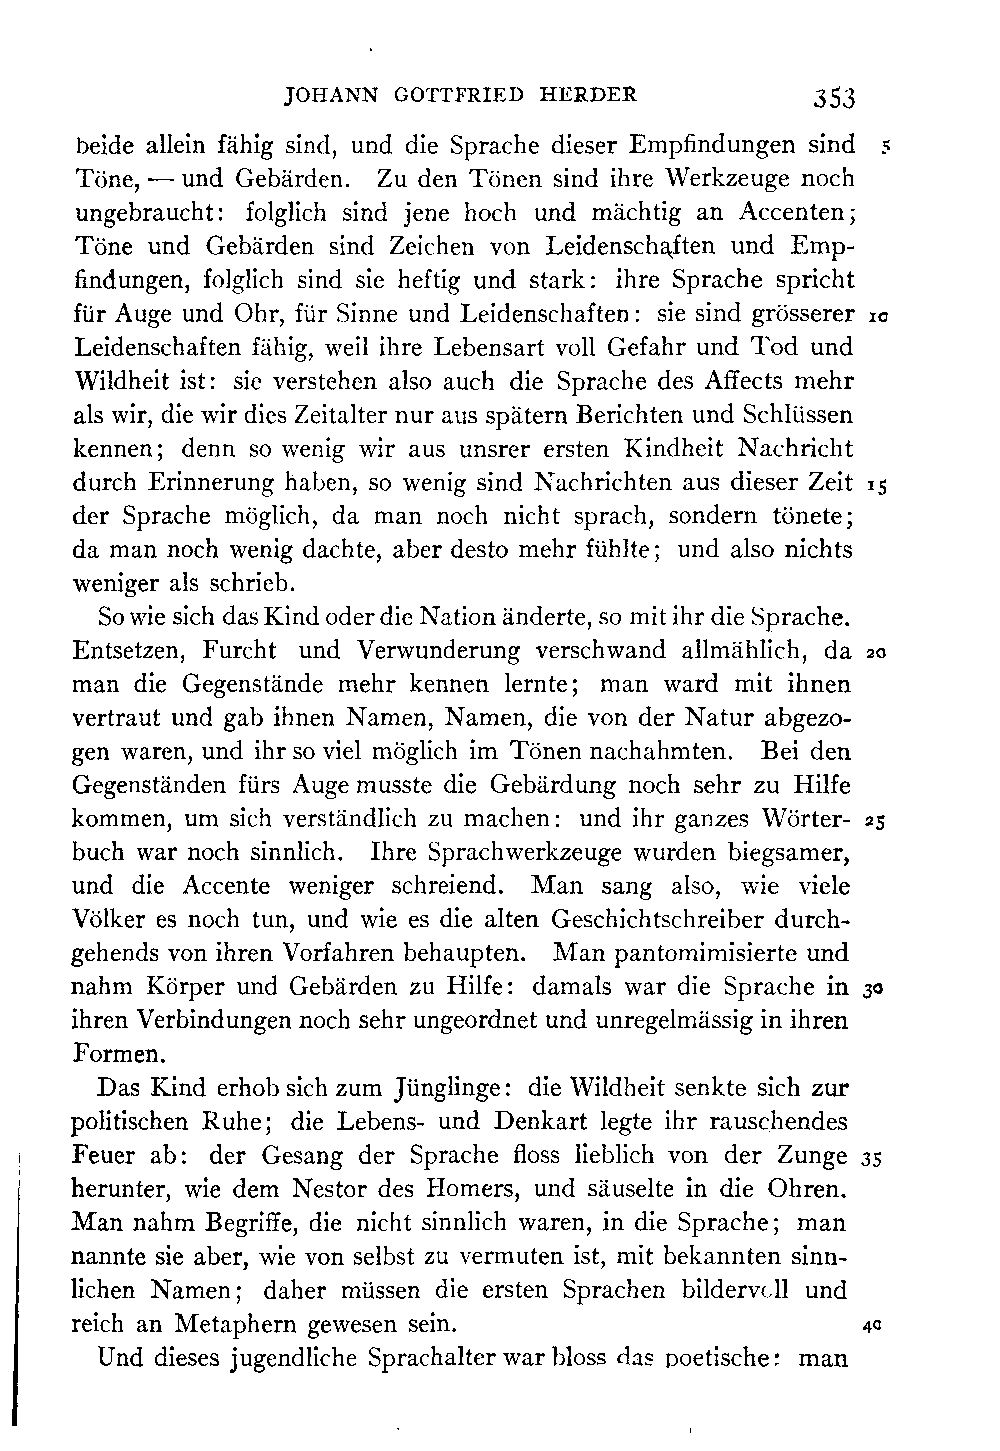 JOHANN GOTTFRIED HERDER 353
beide allein fähig sind, und die Sprache dieser Empfindungen sind 5
Töne, — und Gebärden. Zu den Tönen sind ihre Werkzeuge noch
ungebraucht: folglich sind jene hoch und mächtig an Accenten;
Töne und Gebärden sind Zeichen von Leidenschaften und Emp-
findungen, folglich sind sie heftig und stark: ihre Sprache spricht
für Auge und Ohr, für Sinne und Leidenschaften: sie sind grösserer 10
Leidenschaften fähig, weil ihre Lebensart voll Gefahr und Tod und
Wildheit ist: sie verstehen also auch die Sprache des Affects mehr
als wir, die wir dies Zeitalter nur aus spätern Berichten und Schlüssen
kennen; denn so wenig wir aus unsrer ersten Kindheit Nachricht
durch Erinnerung haben, so wenig sind Nachrichten aus dieser Zeit 15
der Sprache möglich, da man noch nicht sprach, sondern tönete;
da man noch wenig dachte, aber desto mehr fühlte; und also nichts
weniger als schrieb.
So wie sich das Kind oder die Nation änderte, so mit ihr die Sprache.
Entsetzen, Furcht und Verwunderung verschwand allmählich, da 20
man die Gegenstände mehr kennen lernte; man ward mit ihnen
vertraut und gab ihnen Namen, Namen, die von der Natur abgezo-
gen waren, und ihr so viel möglich im Tönen nachahmten. Bei den
Gegenständen fürs Auge musste die Gebärdung noch sehr zu Hilfe
kommen, um sich verständlich zu machen: und ihr ganzes Wörter- 25
buch war noch sinnlich. Ihre Sprachwerkzeuge wurden biegsamer,
und die Accente weniger schreiend. Man sang also, wie viele
Völker es noch tun, und wie es die alten Geschichtschreiber durch-
gehends von ihren Vorfahren behaupten. Man pantomimisierte und
nahm Körper und Gebärden zu Hilfe: damals war die Sprache in 30
ihren Verbindungen noch sehr ungeordnet und unregelmässig in ihren
Formen.
Das Kind erhob sich zum Jünglinge: die Wildheit senkte sich zur
politischen Ruhe; die Lebens- und Denkart legte ihr rauschendes
Feuer ab: der Gesang der Sprache floss lieblich von der Zunge 35
herunter, wie dem Nestor des Homers, und säuselte in die Ohren.
Man nahm Begriffe, die nicht sinnlich waren, in die Sprache; man
nannte sie aber, wie von selbst zu vermuten ist, mit bekannten sinn-
lichen Namen; daher müssen die ersten Sprachen bildervoll und
reich an Metaphern gewesen sein. 40
Und dieses jugendliche Sprachalter war bloss das poetische: man